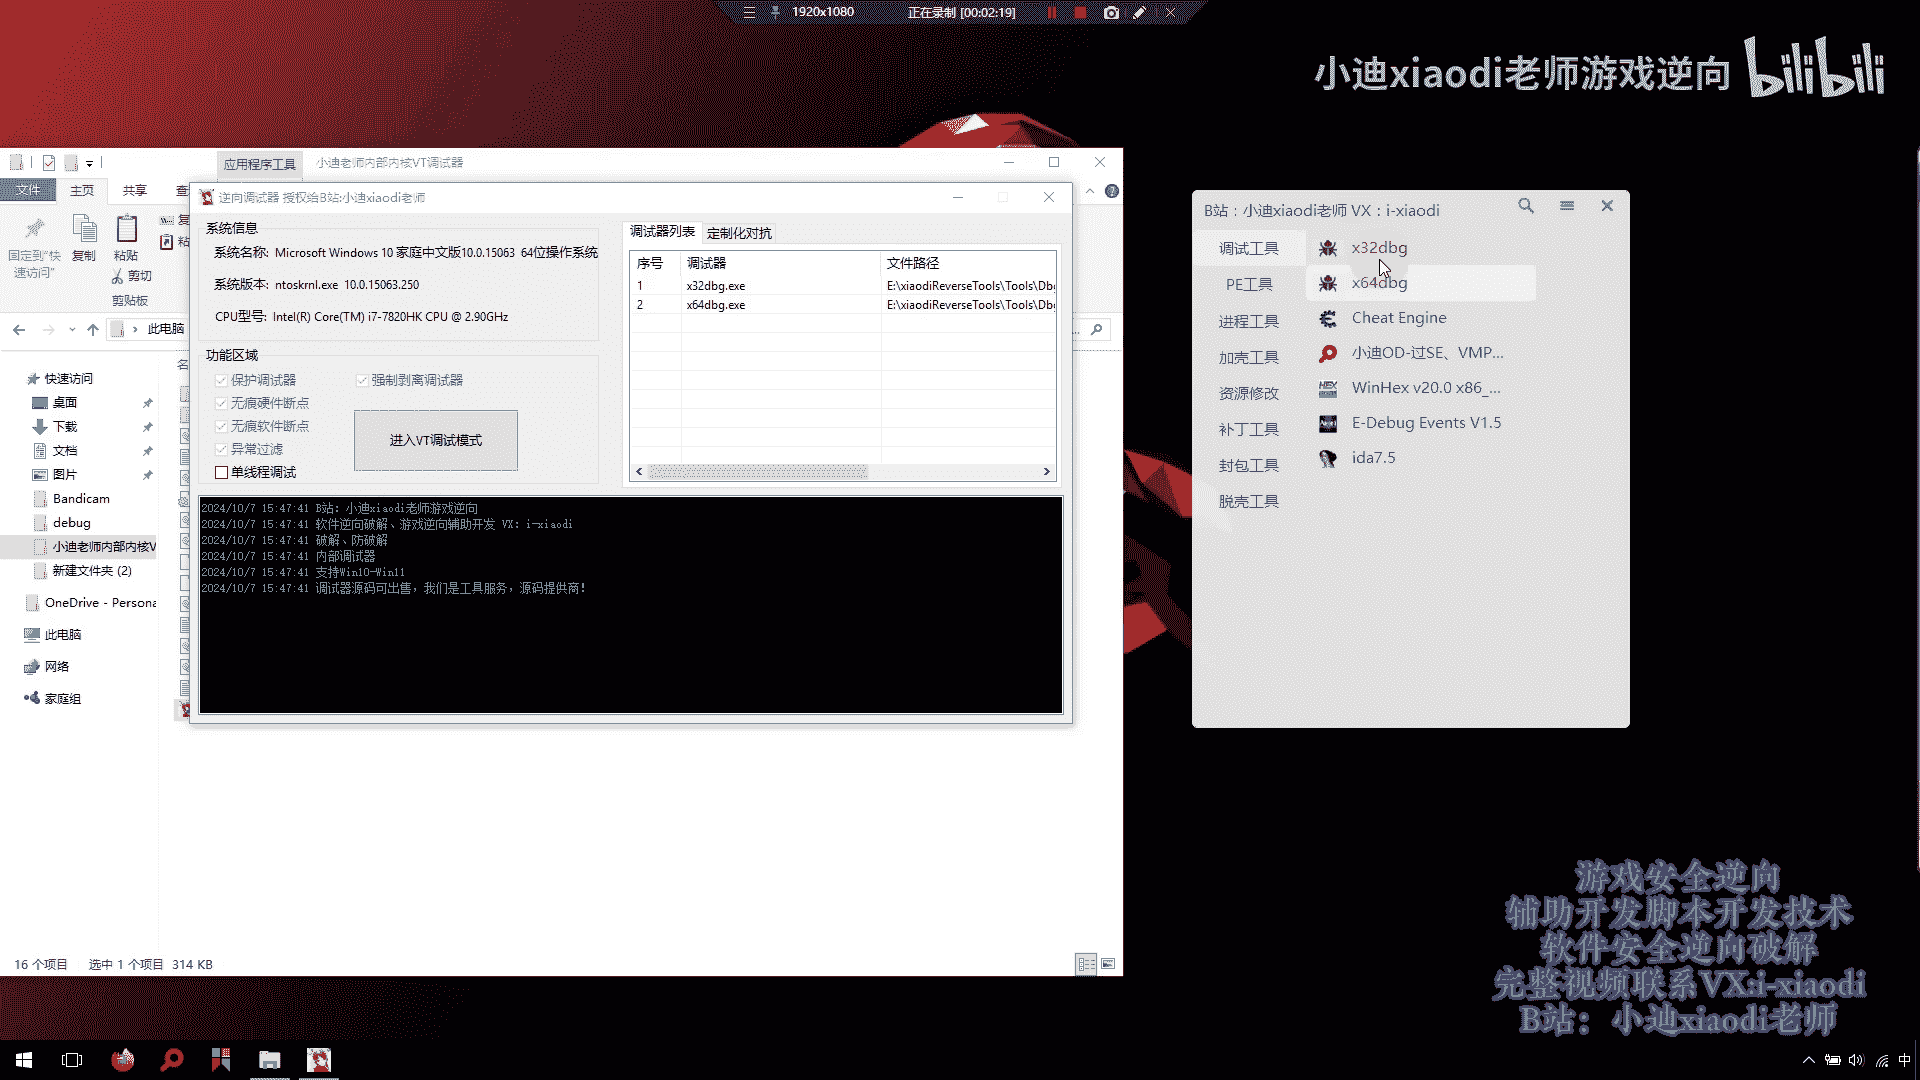 1920x1080
正在录制 [00:02:19]
小迪xiaodi老师游戏逆向 bilibili
应用程序工具
小迪老师内部内核VT调试器
文件
主页
共享
查
固定到"快
速访问"
复制
粘贴
剪切
剪贴板
此电脑
快速访问
桌面
下载
文档
图片
Bandicam
debug
小迪老师内部内核V
新建文件夹 (2)
OneDrive - Persona
此电脑
网络
家庭组
16 个项目
选中 1 个项目 314 KB
逆向调试器 授权给B站:小迪xiaodi老师
系统信息
系统名称: Microsoft Windows 10 家庭中文版10.0.15063 64位操作系统
系统版本: ntoskrnl.exe 10.0.15063.250
CPU型号: Intel(R) Core(TM) i7-7820HK CPU @ 2.90GHz
功能区域
保护调试器
强制剥离调试器
无痕硬件断点
无痕软件断点
异常过滤
单线程调试
进入VT调试模式
调试器列表
定制化对抗
序号 调试器 文件路径
1 x32dbg.exe E:\xiaodiReverseTools\Tools\Dbg
2 x64dbg.exe E:\xiaodiReverseTools\Tools\Dbg
2024/10/7 15:47:41 B站: 小迪xiaodi老师游戏逆向
2024/10/7 15:47:41 软件逆向破解、游戏逆向辅助开发 VX: i-xiaodi
2024/10/7 15:47:41 破解、防破解
2024/10/7 15:47:41 内部调试器
2024/10/7 15:47:41 支持Win10-Win11
2024/10/7 15:47:41 调试器源码可出售，我们是工具服务，源码提供商!
B站：小迪xiaodi老师 VX：i-xiaodi
调试工具
PE工具
进程工具
加壳工具
资源修改
补丁工具
封包工具
脱壳工具
x32dbg
x64dbg
Cheat Engine
小迪OD-过SE、VMP...
WinHex v20.0 x86_...
E-Debug Events V1.5
ida7.5
游戏安全逆向
辅助开发脚本开发技术
软件安全逆向破解
完整视频联系VX:i-xiaodi
B站：小迪xiaodi老师
中